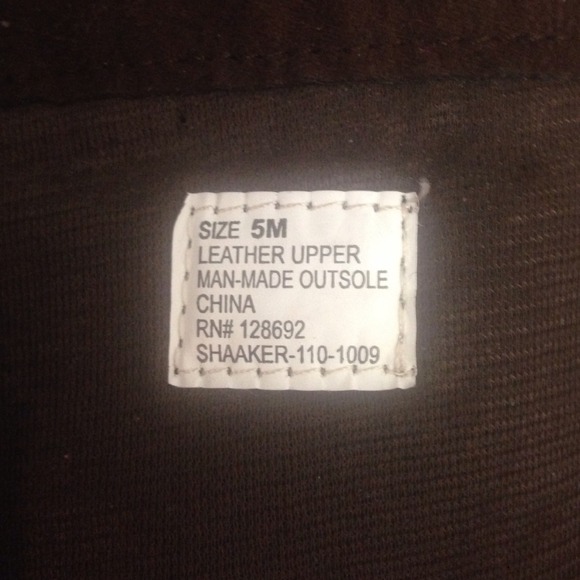 SIZE 5M
LEATHER UPPER
MAN-MADE OUTSOLE
CHINA
RN# 128692
SHAAKER-110-1009